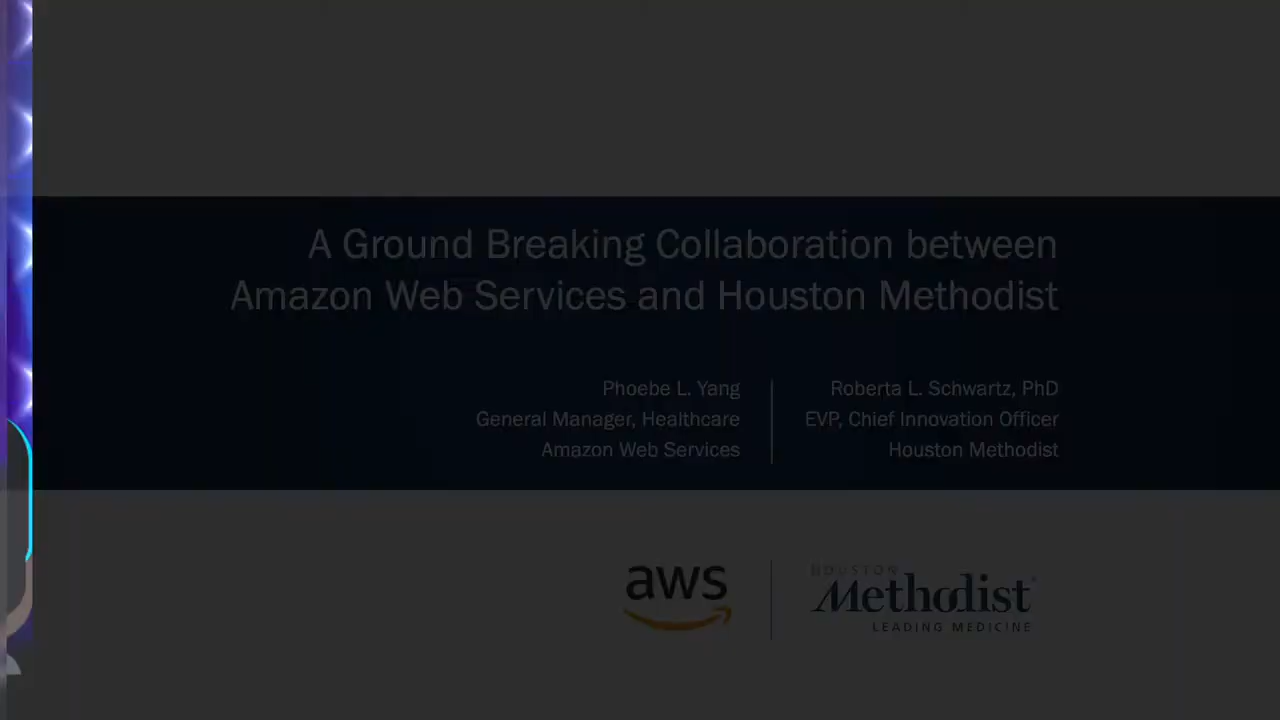 A Ground Breaking Collaboration between
Amazon Web Services and Houston Methodist
Phoebe L. Yang
General Manager, Healthcare
Amazon Web Services
Roberta L. Schwartz, PhD
EVP, Chief Innovation Officer
Houston Methodist
aws
HOUSTON
Methodist
LEADING MEDICINE